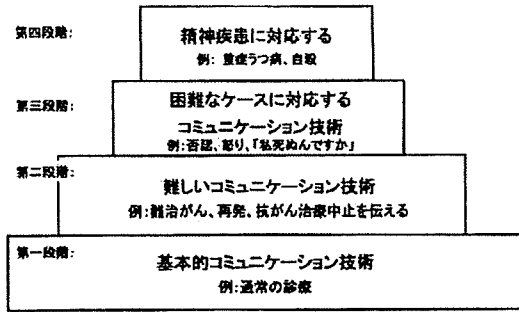 第四段階:
精神疾患に対応する
例: 重症うつ病、自殺
第三段階:
困難なケースに対応する
コミュニケーション技術
例:否認、怒り、「私死ぬんですか」
第二段階:
難しいコミュニケーション技術
例:難治がん、再発、抗がん治療中止を伝える
第一段階:
基本的コミュニケーション技術
例:通常の診療